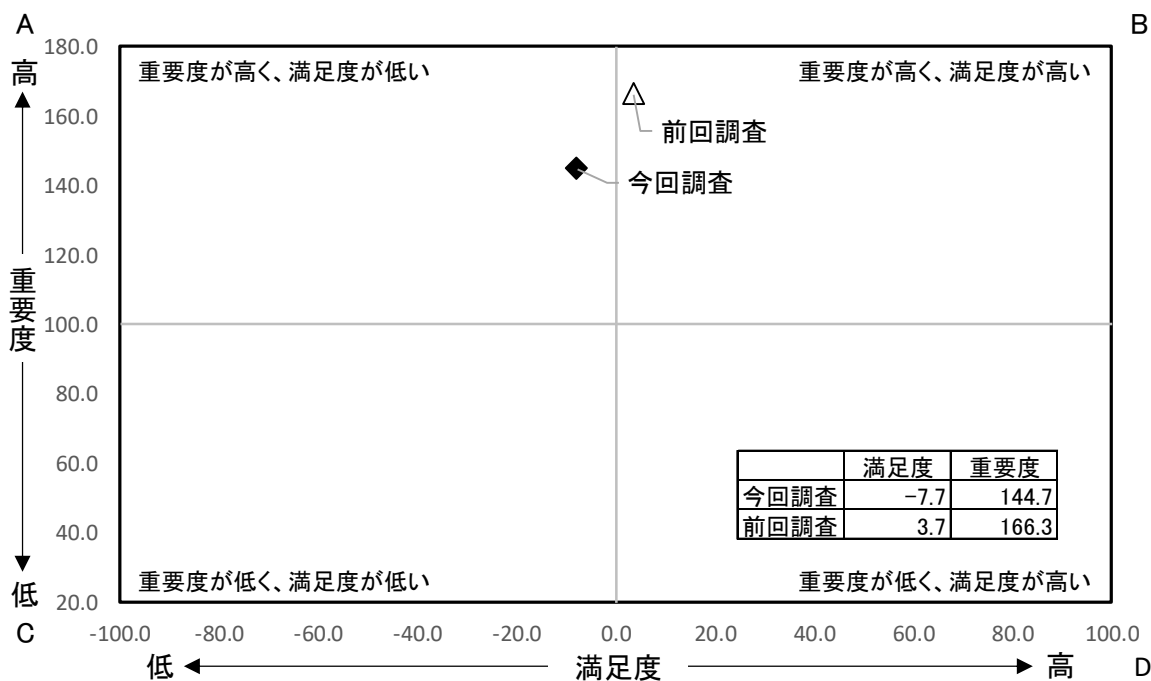 A
B
180.0
高
重要度が高く、満足度が低い
重要度が高く、満足度が高い
160.0
前回調査
140.0
今回調査
120.0
重要度
100.0
80.0
60.0
満足度 重要度
今回調査 -7.7 144.7
前回調査 3.7 166.3
40.0
重要度が低く、満足度が低い
重要度が低く、満足度が高い
低
20.0
C
-100.0 -80.0 -60.0 -40.0 -20.0 0.0 20.0 40.0 60.0 80.0 100.0
低 満足度 高
D